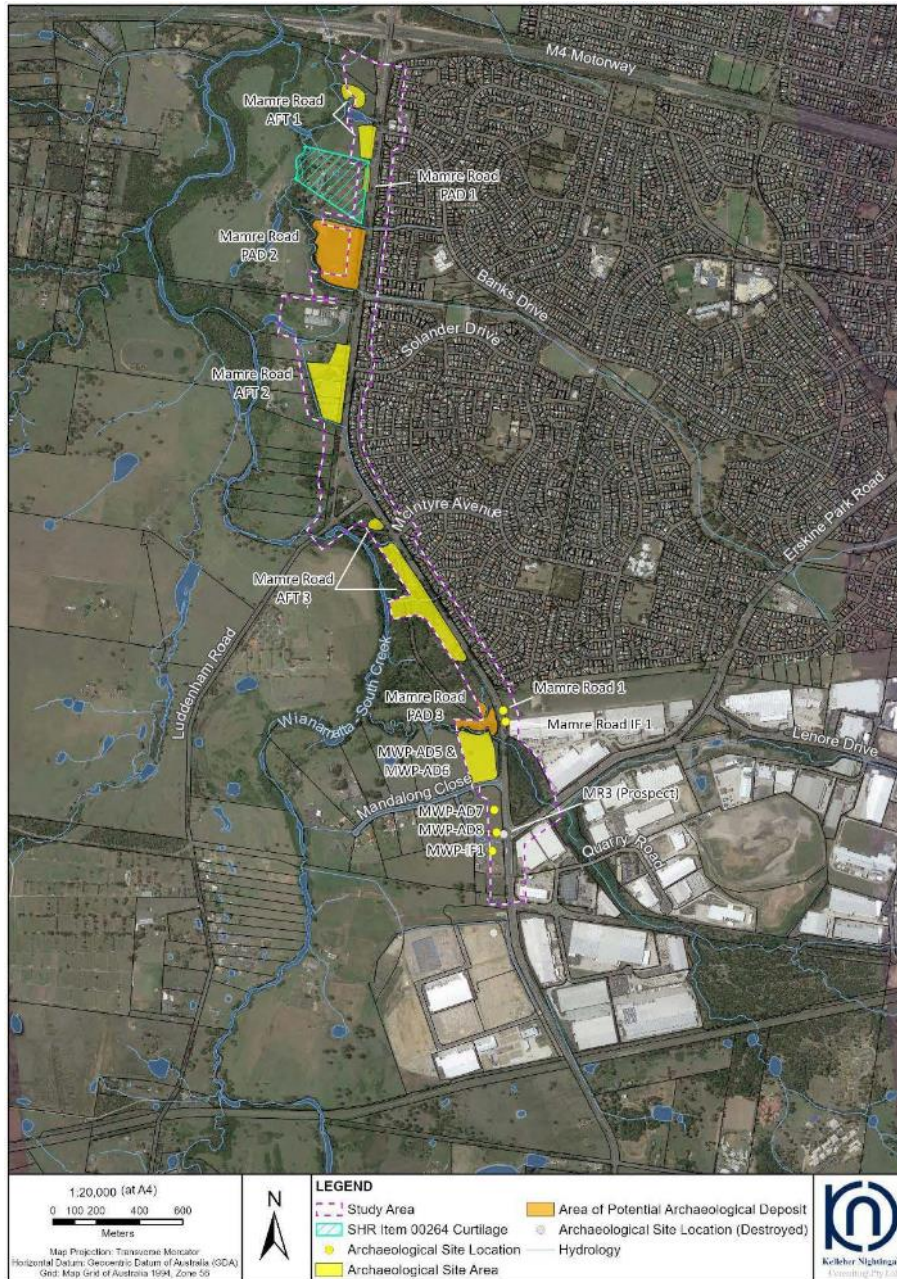 M4 Motorway
Mamre Road
AFT 1
Mamre Road
PAD 1
Mamre Road
PAD 2
Banks Drive
Solander Drive
Mamre Road
AFT 2
McIntyre Avenue
Erskine Park Road
Mamre Road
AFT 3
Luddenham Road
Wianamatta - South Creek
Mamre Road
PAD 3
Mamre Road 1
Mamre Road IF 1
Lenore Drive
MWP-AD5 &
MWP-AD6
Mandalong Close
MR3 (Prospect)
MWP-AD7
MWP-AD8
MWP-IF1
Quarry Road
1:20,000 (at A4)
0 100 200 400 600
Meters
Map Projection: Transverse Mercator
Horizontal Datum: Geocentric Datum of Australia (GDA)
Grid: Map Grid of Australia 1994, Zone 56
N
LEGEND
Study Area
SHR Item 00264 Curtilage
Archaeological Site Location
Archaeological Site Area
Area of Potential Archaeological Deposit
Archaeological Site Location (Destroyed)
Hydrology
Kelleher Nightingale
Consulting Pty Ltd